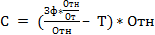 С = (3ф*Отн/От / Отн − Т) * Отн